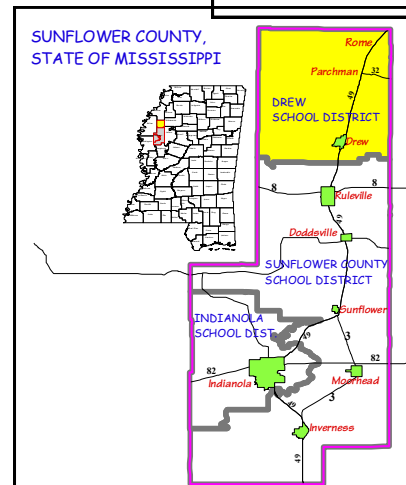 SUNFLOWER COUNTY,
STATE OF MISSISSIPPI
Rome
Parchman
32
49
DREW
SCHOOL DISTRICT
Drew
8
8
Ruleville
49
Doddsville
SUNFLOWER COUNTY
SCHOOL DISTRICT
Sunflower
INDIANOLA
SCHOOL DIST.
49
3
82
82
Indianola
Moorhead
49
3
Inverness
49